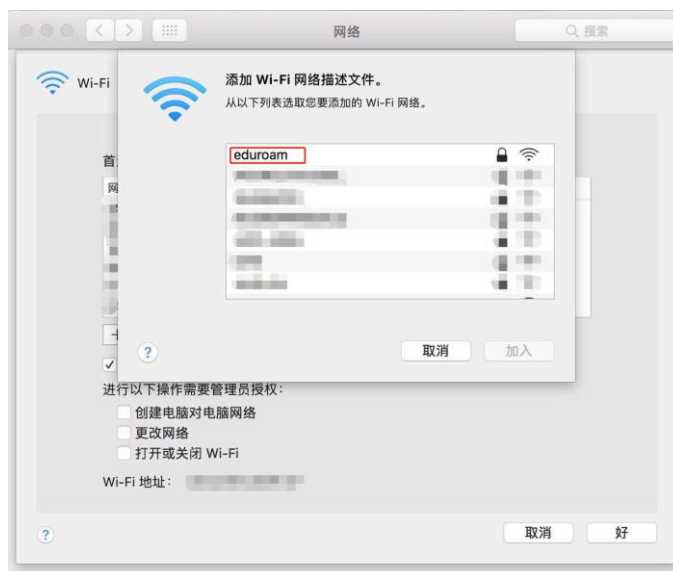 网络
搜索
Wi-Fi
添加 Wi-Fi 网络描述文件。
从以下列表选取您要添加的 Wi-Fi 网络。
首
网
eduroam
+
?
取消
加入
进行以下操作需要管理员授权：
创建电脑对电脑网络
更改网络
打开或关闭 Wi-Fi
Wi-Fi 地址：
?
取消
好